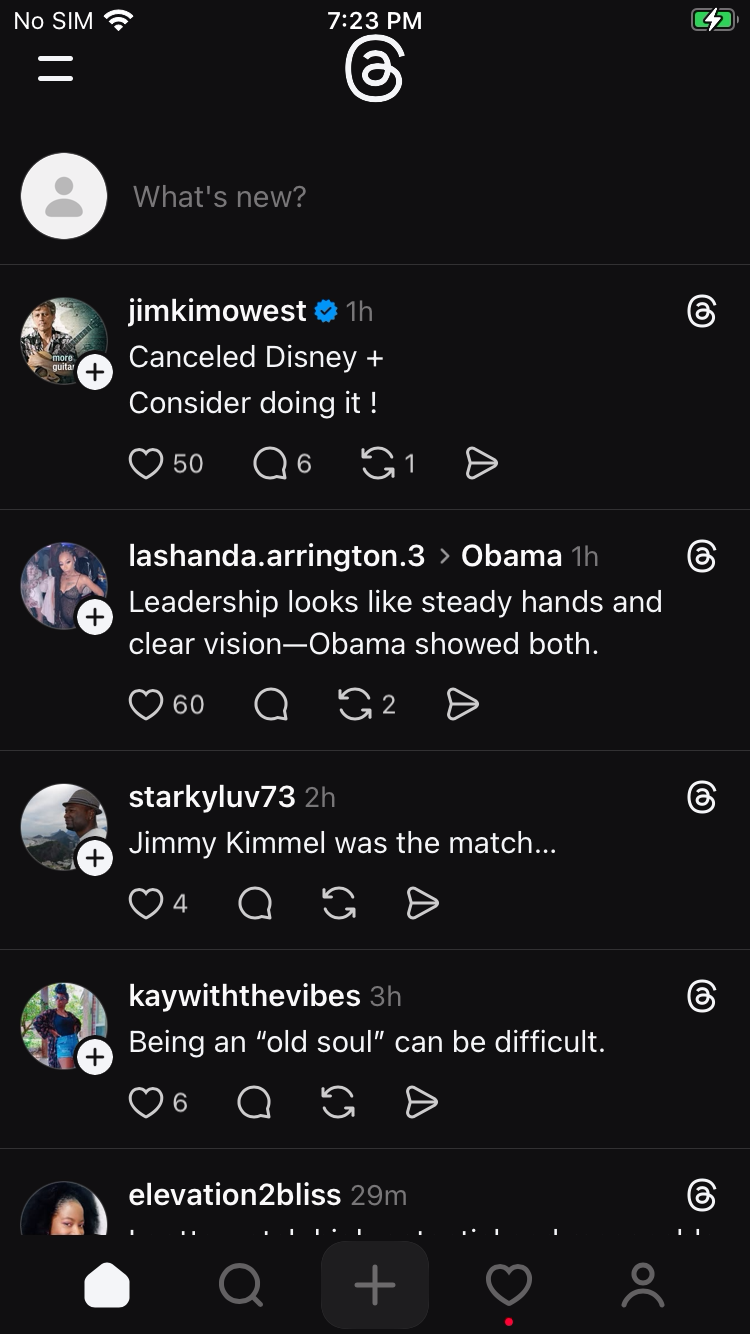 No SIM 7:23 PM
What's new?
jimkimowest 1h
more
guitar
Canceled Disney +
Consider doing it !
50 6 1
lashanda.arrington.3 > Obama 1h
Leadership looks like steady hands and
clear vision—Obama showed both.
60 2
starkyluv73 2h
Jimmy Kimmel was the match...
4
kaywiththevibes 3h
Being an “old soul” can be difficult.
6
elevation2bliss 29m